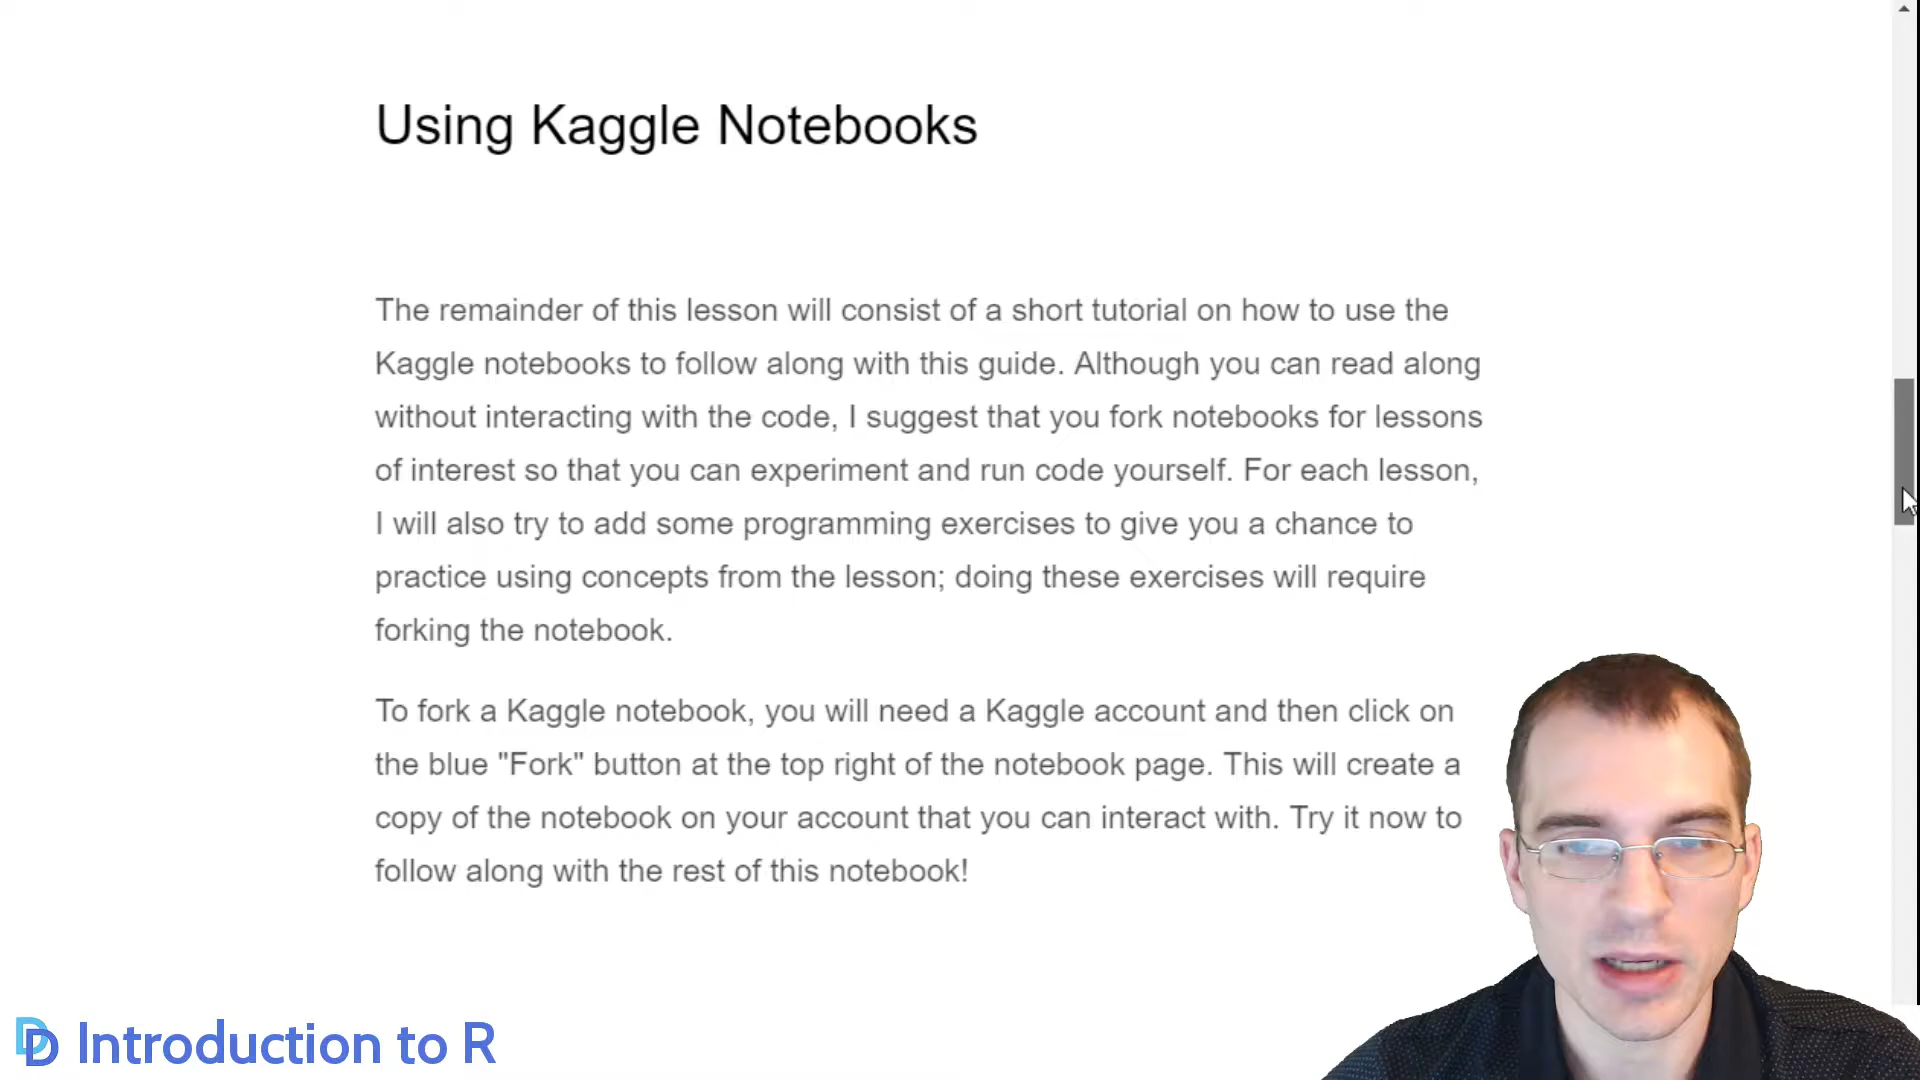 Using Kaggle Notebooks
The remainder of this lesson will consist of a short tutorial on how to use the
Kaggle notebooks to follow along with this guide. Although you can read along
without interacting with the code, I suggest that you fork notebooks for lessons
of interest so that you can experiment and run code yourself. For each lesson,
I will also try to add some programming exercises to give you a chance to
practice using concepts from the lesson; doing these exercises will require
forking the notebook.
To fork a Kaggle notebook, you will need a Kaggle account and then click on
the blue "Fork" button at the top right of the notebook page. This will create a
copy of the notebook on your account that you can interact with. Try it now to
follow along with the rest of this notebook!
DD Introduction to R